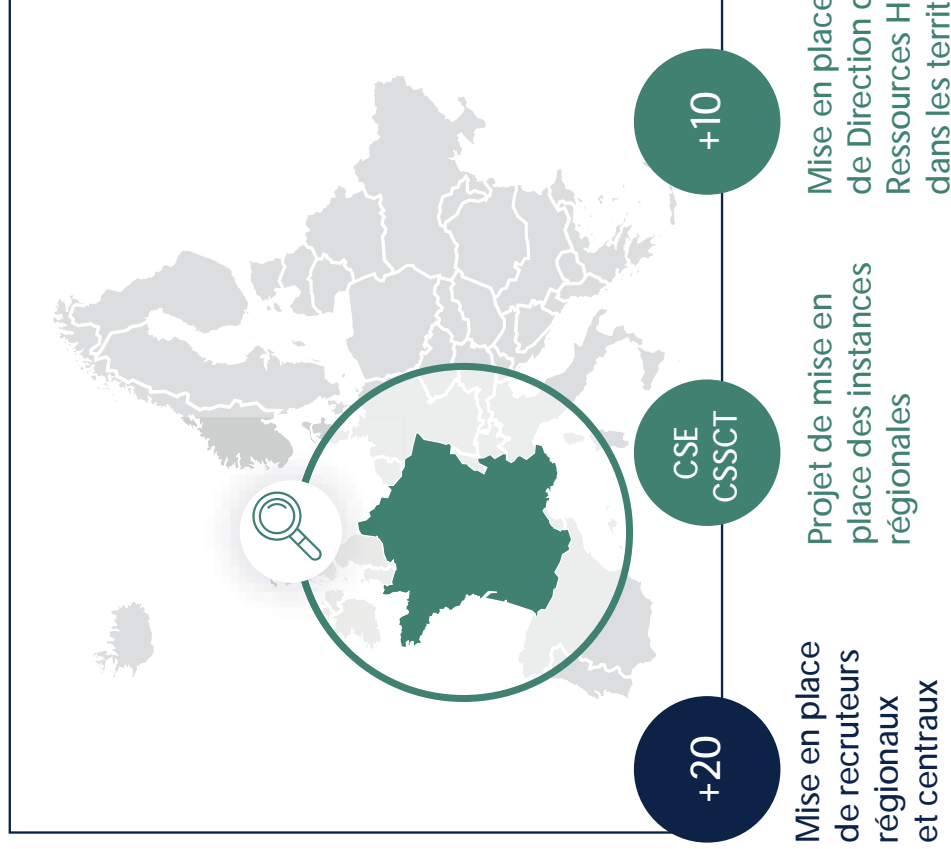 +20
Mise en place
de recruteurs
régionaux
et centraux
CSE
CSSCT
Projet de mise en
place des instances
régionales
+10
Mise en place
de Direction
Ressources
dans les